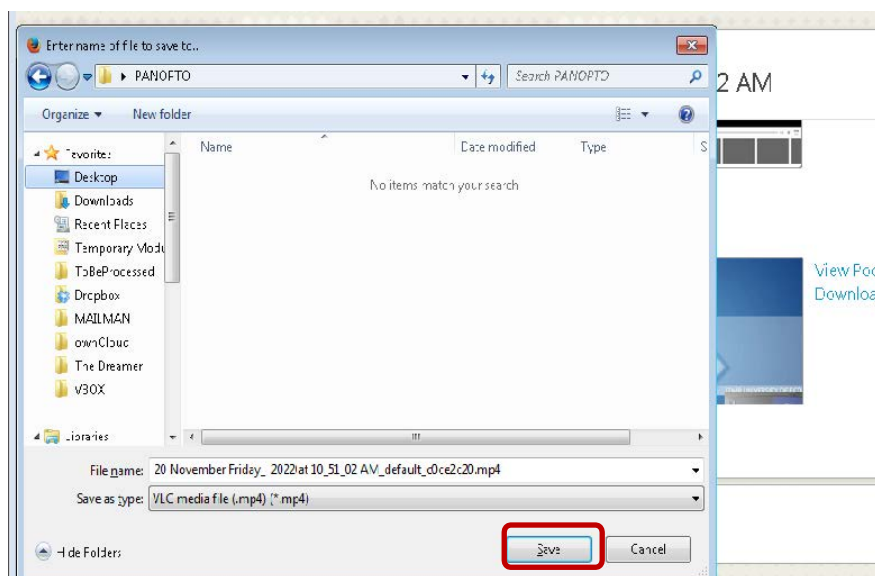 Enter name of file to save to..
PANOFTO
Search PANOPTO
2 AM
Organize
New folder
Favorites
Name
Date modified
Type
S
Desktop
No items match your search
Downloads
Recent Places
Temporary Modu
ToBeProcessed
View Poo
Dropbox
Downloa
MAILMAN
ownCloud
The Dreamer
VBOX
Libraries
File name: 20 November Friday_ 2022 at 10_51_02 AM_default_c0ce2c20.mp4
Save as type: VLC media file (.mp4) (*.mp4)
Hide Folders
Save
Cancel